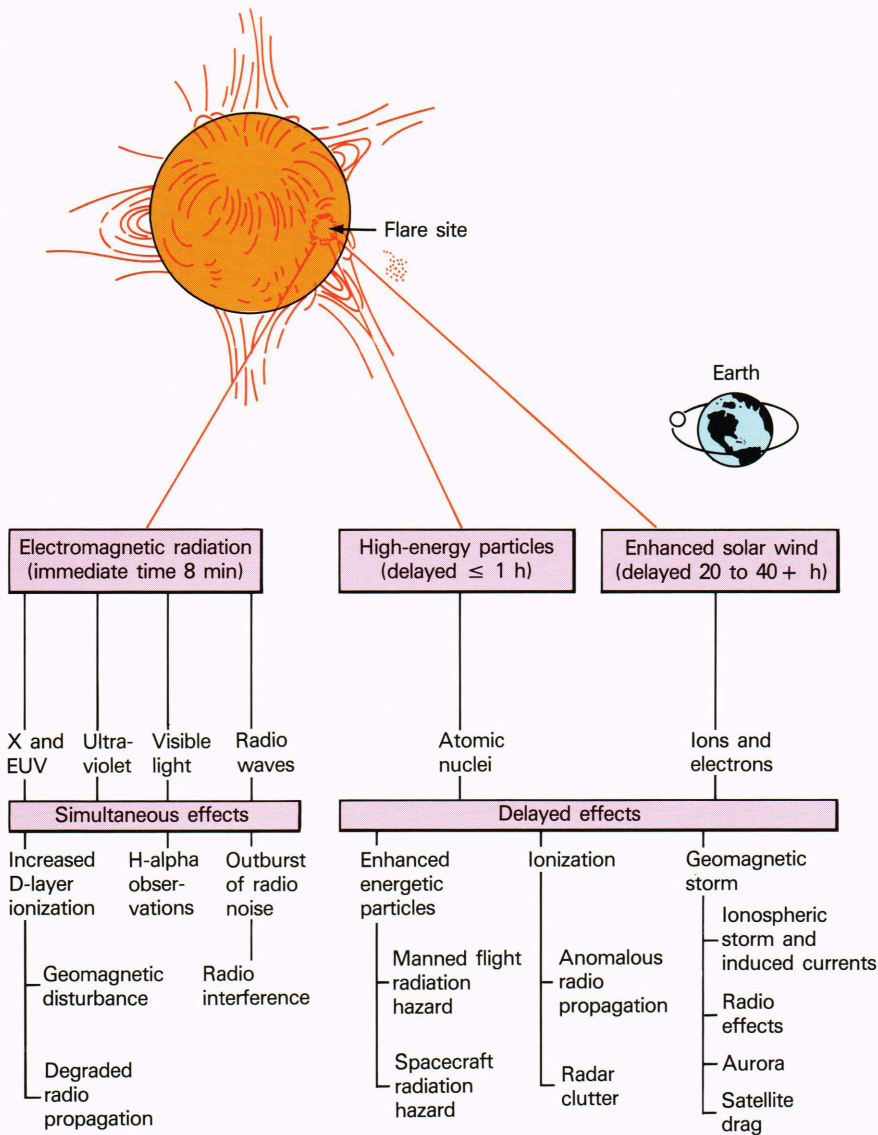 Flare site
Earth
Electromagnetic radiation
(immediate time 8 min)
High-energy particles
(delayed ≤ 1 h)
Enhanced solar wind
(delayed 20 to 40 + h)
X and
EUV
Ultra-
violet
Visible
light
Radio
waves
Atomic
nuclei
Ions and
electrons
Simultaneous effects
Delayed effects
Increased
D-layer
ionization
Geomagnetic
disturbance
Degraded
radio
propagation
H-alpha
obser-
vations
Outburst
of radio
noise
Radio
interference
Enhanced
energetic
particles
Manned flight
radiation
hazard
Spacecraft
radiation
hazard
Ionization
Anomalous
radio
propagation
Radar
clutter
Geomagnetic
storm
Ionospheric
storm and
induced currents
Radio
effects
Aurora
Satellite
drag